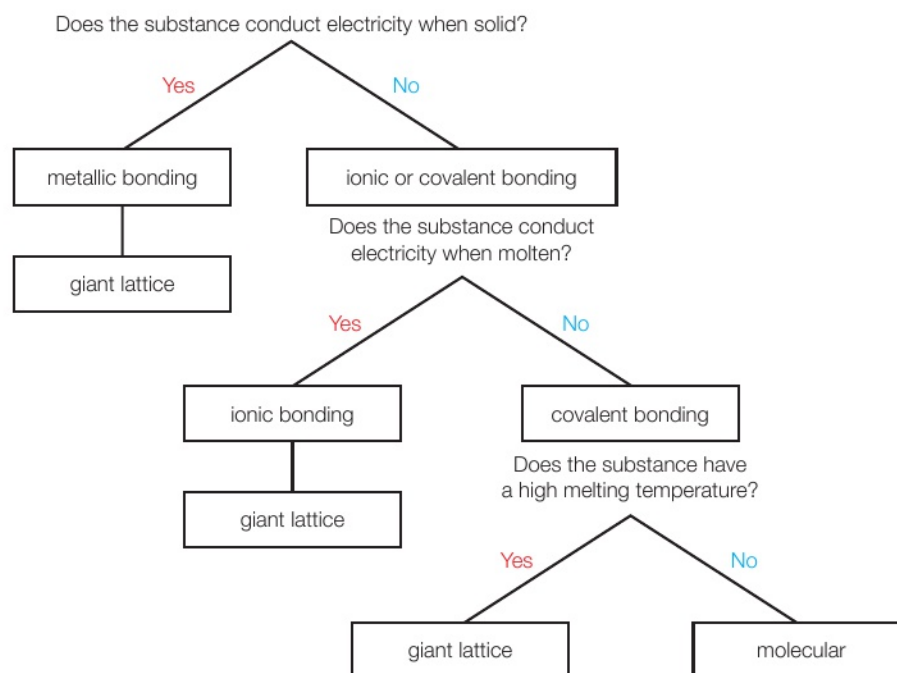 Does the substance conduct electricity when solid?
Yes
No
metallic bonding
ionic or covalent bonding
giant lattice
Does the substance conduct
electricity when molten?
Yes
No
ionic bonding
covalent bonding
giant lattice
Does the substance have
a high melting temperature?
Yes
No
giant lattice
molecular